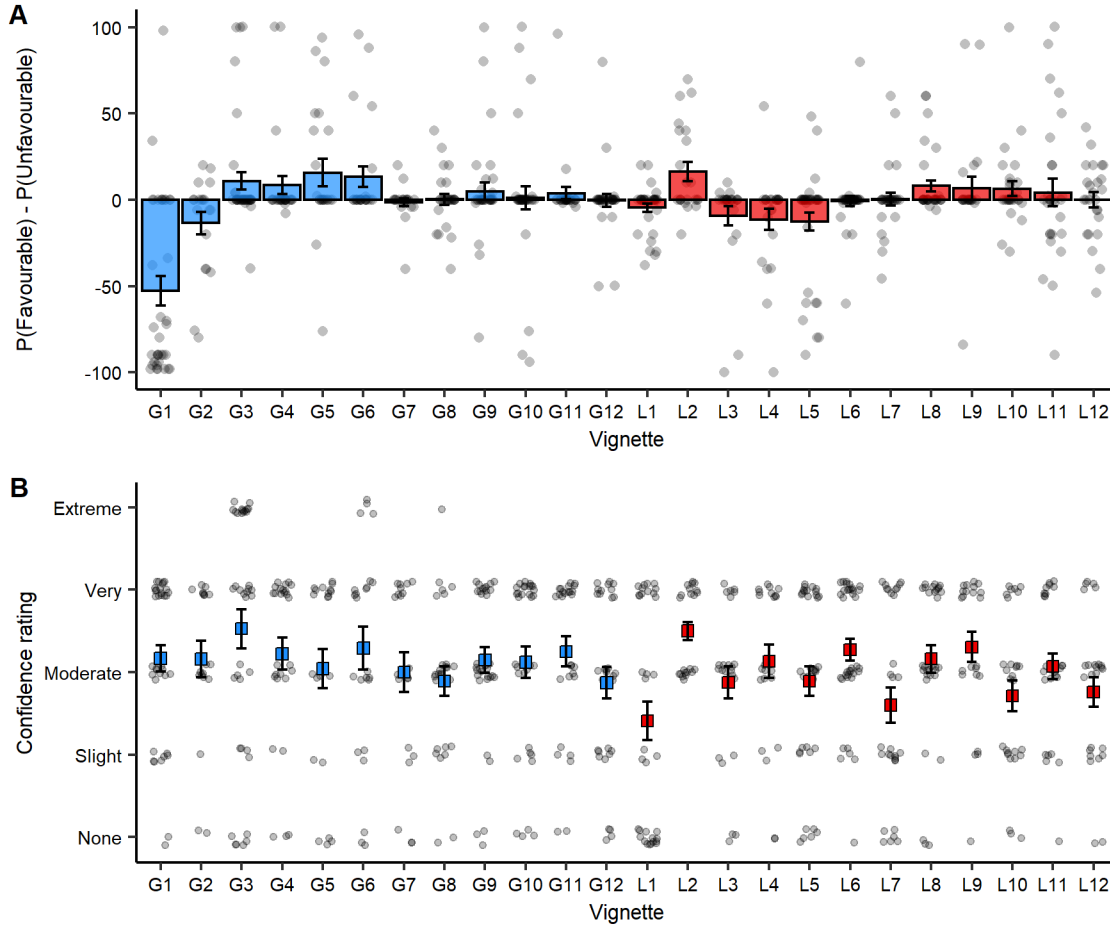 A
P(Favourable) - P(Unfavourable)
100
50
0
-50
-100
G1 G2 G3 G4 G5 G6 G7 G8 G9 G10 G11 G12 L1 L2 L3 L4 L5 L6 L7 L8 L9 L10 L11 L12
Vignette
B
Confidence rating
Extreme
Very
Moderate
Slight
None
G1 G2 G3 G4 G5 G6 G7 G8 G9 G10 G11 G12 L1 L2 L3 L4 L5 L6 L7 L8 L9 L10 L11 L12
Vignette